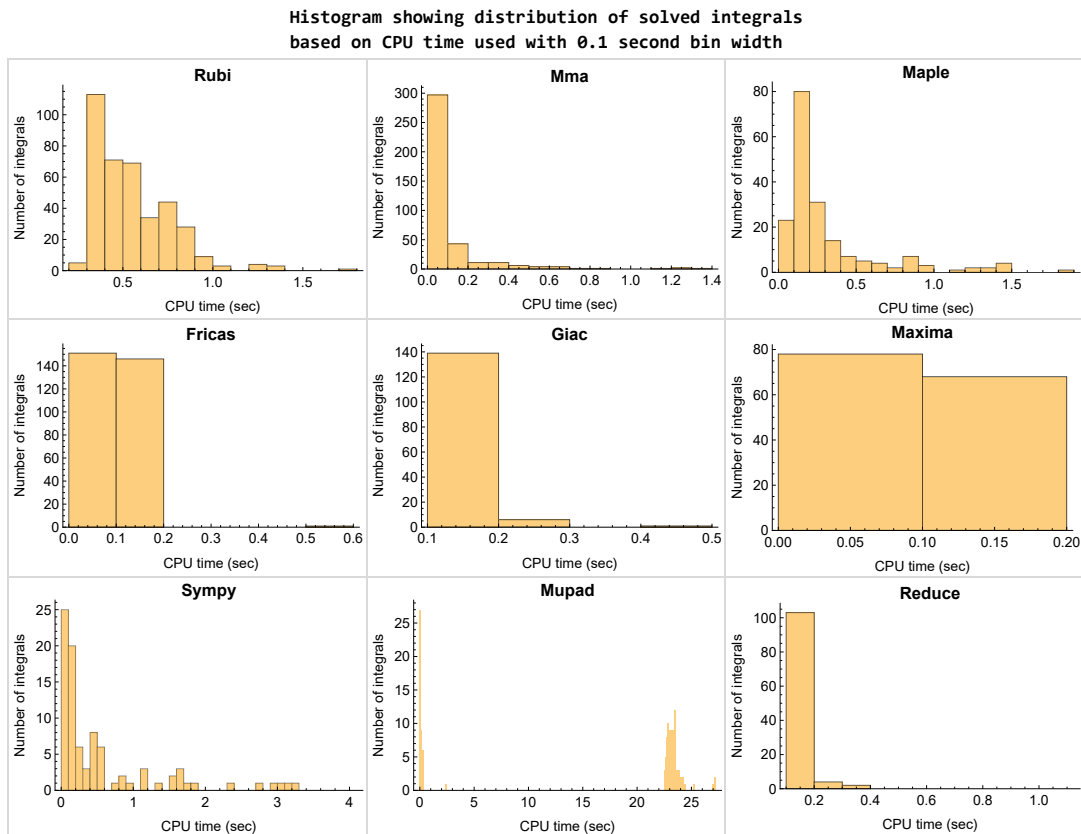 Histogram showing distribution of solved integrals
based on CPU time used with 0.1 second bin width
Rubi
Number of integrals
0 20 40 60 80 100
0.5 1.0 1.5
CPU time (sec)
Mma
Number of integrals
0 50 100 150 200 250 300
0.0 0.2 0.4 0.6 0.8 1.0 1.2 1.4
CPU time (sec)
Maple
Number of integrals
0 20 40 60 80
0.0 0.5 1.0 1.5
CPU time (sec)
Fricas
Number of integrals
0 20 40 60 80 100 120 140
0.0 0.1 0.2 0.3 0.4 0.5 0.6
CPU time (sec)
Giac
Number of integrals
0 20 40 60 80 100 120 140
0.1 0.2 0.3 0.4 0.5
CPU time (sec)
Maxima
Number of integrals
0 20 40 60 80
0.00 0.05 0.10 0.15 0.20
CPU time (sec)
Sympy
Number of integrals
0 5 10 15 20 25
0 1 2 3 4
CPU time (sec)
Mupad
Number of integrals
0 5 10 15 20 25
0 5 10 15 20 25
CPU time (sec)
Reduce
Number of integrals
0 20 40 60 80 100
0.2 0.4 0.6 0.8 1.0
CPU time (sec)